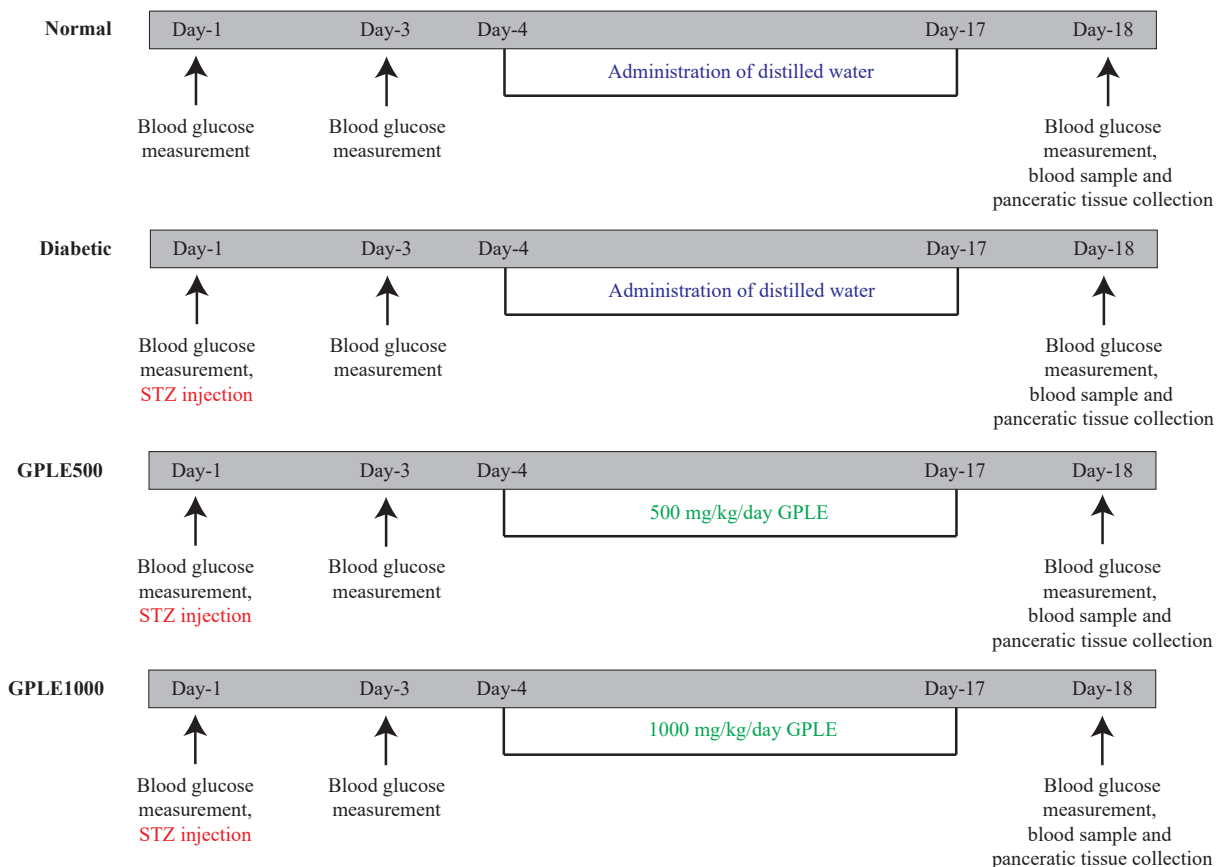 Normal
Day-1 Day-3 Day-4 Day-17 Day-18
Administration of distilled water
Blood glucose
measurement
Blood glucose
measurement
Blood glucose
measurement,
blood sample and
panceratic tissue collection
Diabetic
Day-1 Day-3 Day-4 Day-17 Day-18
Administration of distilled water
Blood glucose
measurement,
STZ injection
Blood glucose
measurement
Blood glucose
measurement,
blood sample and
panceratic tissue collection
GPLE500
Day-1 Day-3 Day-4 Day-17 Day-18
500 mg/kg/day GPLE
Blood glucose
measurement,
STZ injection
Blood glucose
measurement
Blood glucose
measurement,
blood sample and
panceratic tissue collection
GPLE1000
Day-1 Day-3 Day-4 Day-17 Day-18
1000 mg/kg/day GPLE
Blood glucose
measurement,
STZ injection
Blood glucose
measurement
Blood glucose
measurement,
blood sample and
panceratic tissue collection